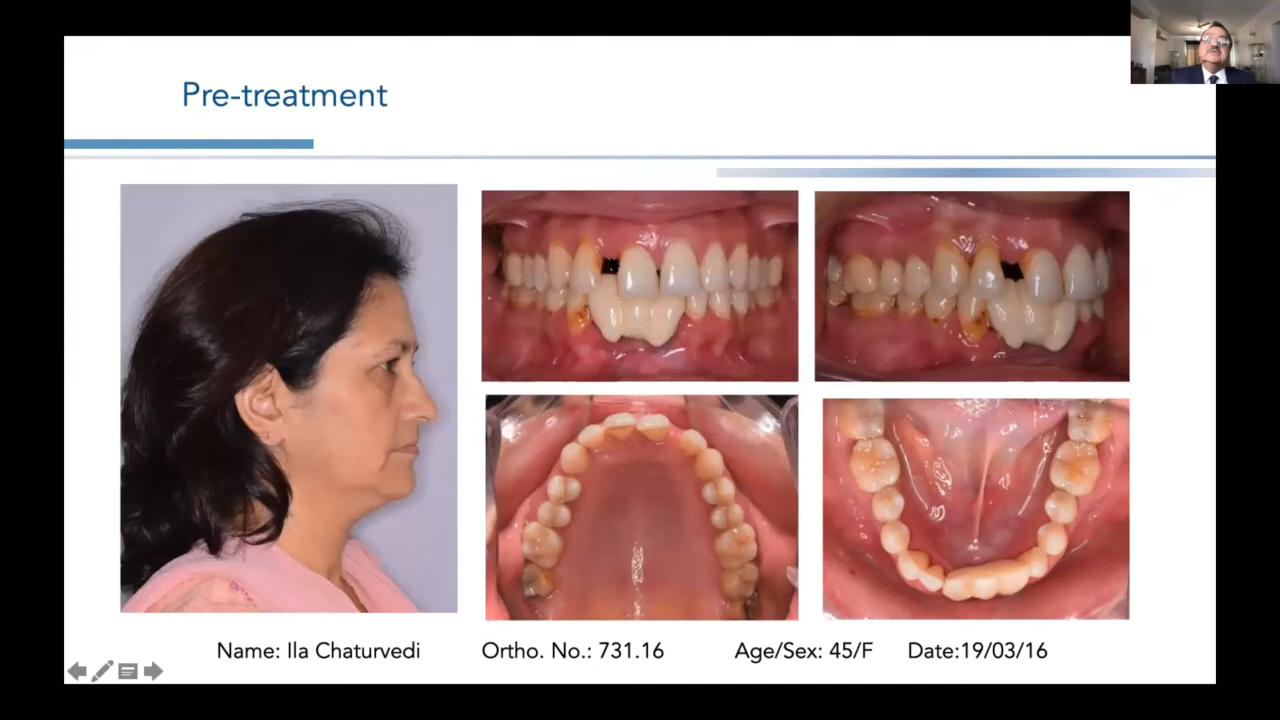 Pre-treatment
Name: Ila Chaturvedi Ortho. No.: 731.16 Age/Sex: 45/F Date:19/03/16